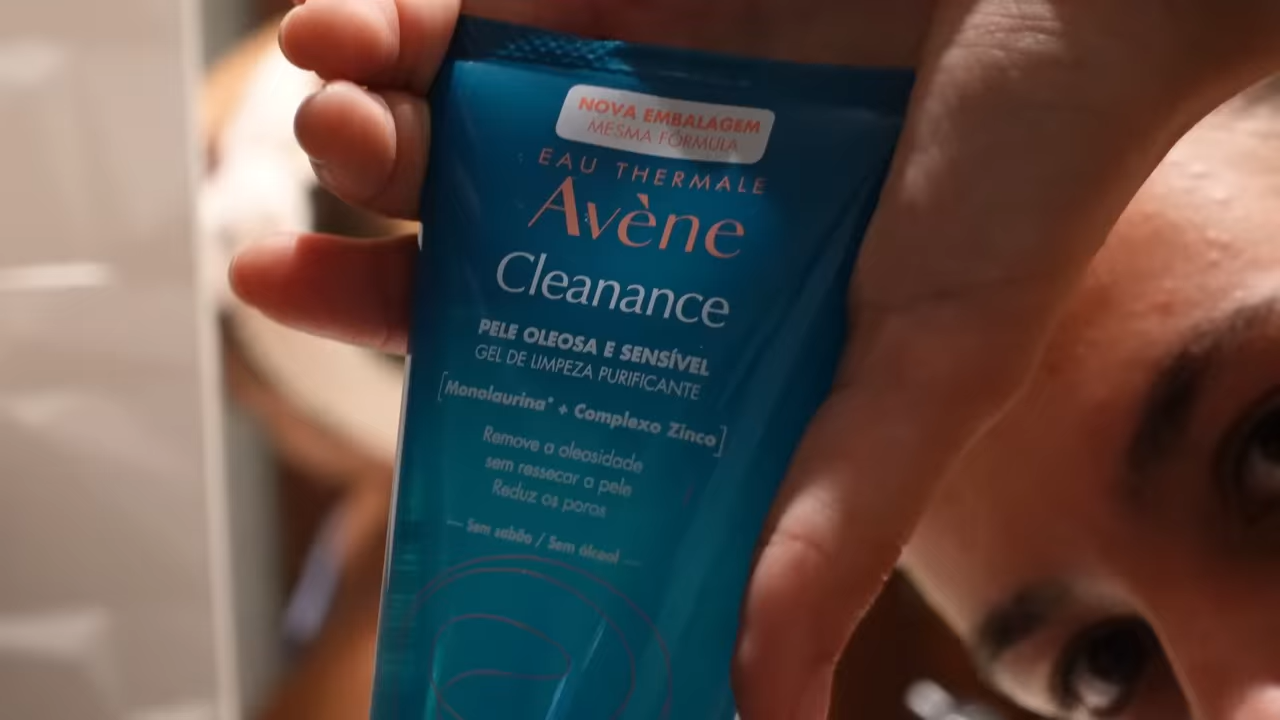 NOVA EMBALAGEM
MESMA FÓRMULA
EAU THERMALE
Avène
Cleanance
PELE OLEOSA E SENSÍVEL
GEL DE LIMPEZA PURIFICANTE
[Monolaurina* + Complexo Zinco]
Remove a oleosidade
sem ressecar a pele
Reduz os poros
— Sem sabão / Sem álcool —